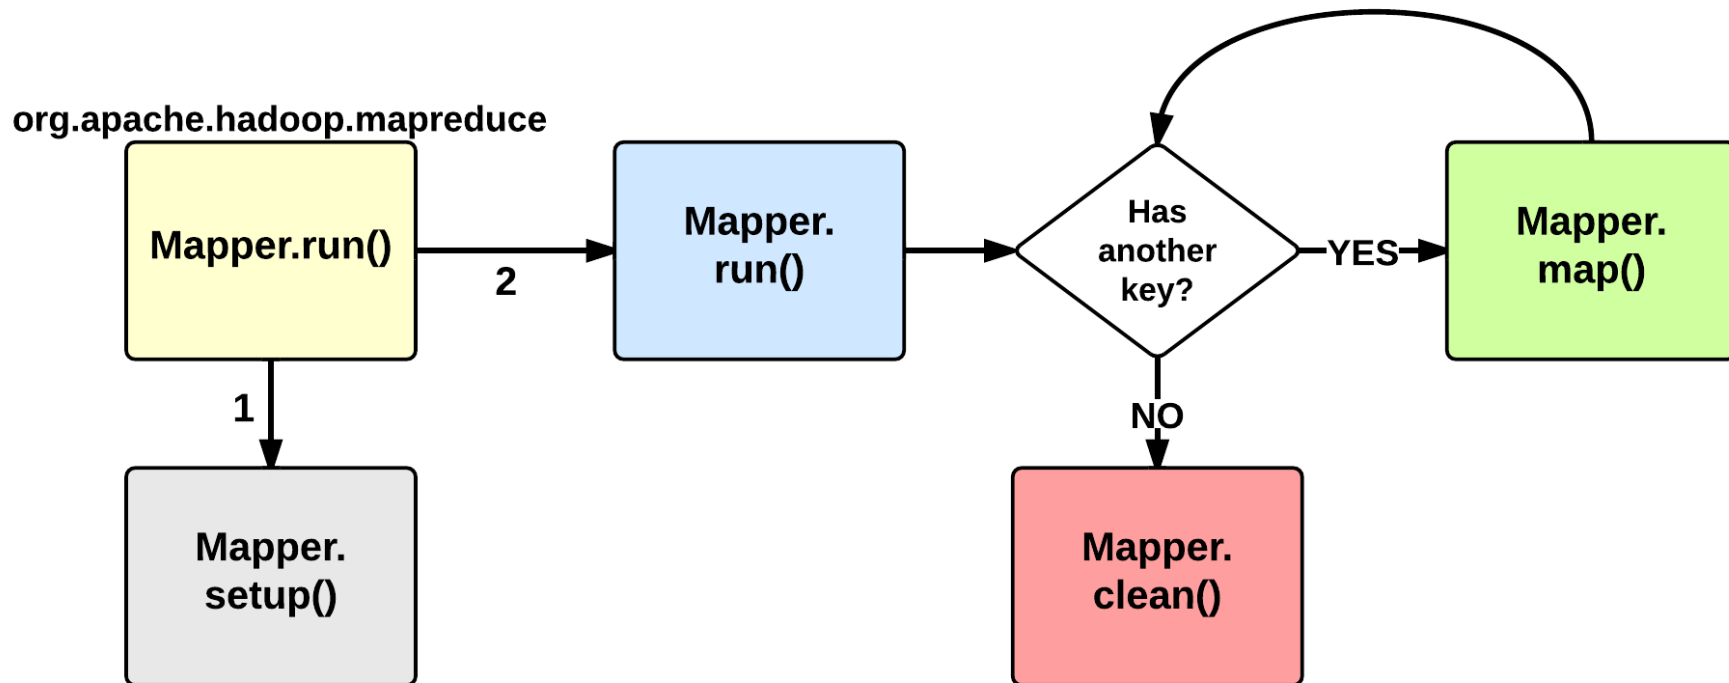 org.apache.hadoop.mapreduce
Mapper.run()
2
Mapper.
run()
Has
another
key?
YES
Mapper.
map()
1
NO
Mapper.
setup()
Mapper.
clean()